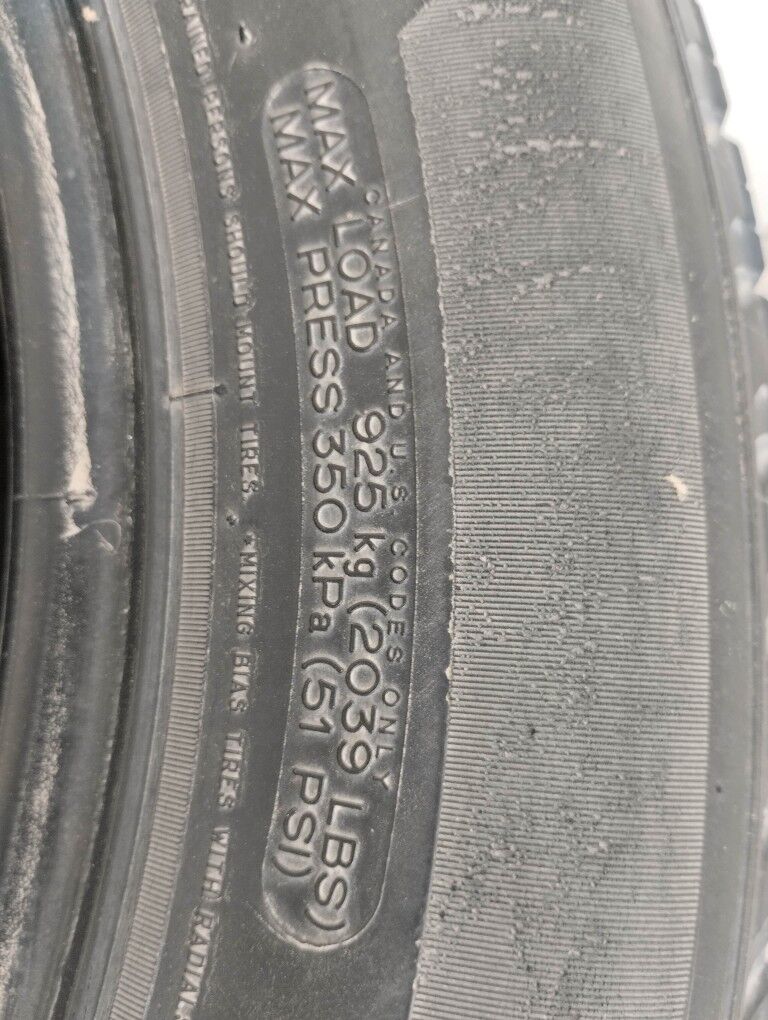 CANADA AND U.S. CODES ONLY
MAX LOAD 925 kg (2039 LBS)
MAX PRESS 350 kPa (51 PSI)
PERSONS SHOULD MOUNT TIRES. MIXING BIAS TIRES WITH RADIAL